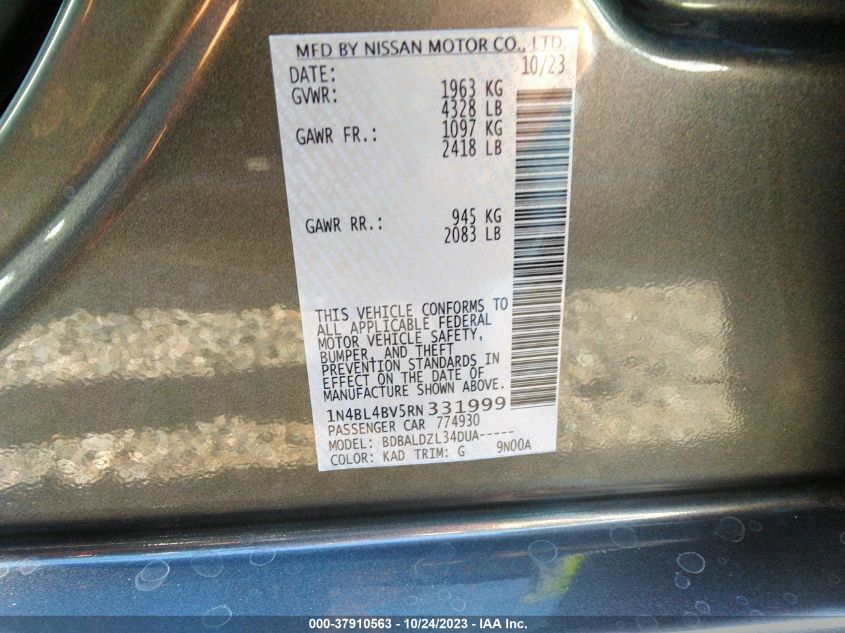 MFD BY NISSAN MOTOR CO., LTD.
DATE: 10/23
GVWR: 1963 KG
4328 LB
GAWR FR.: 1097 KG
2418 LB
GAWR RR.: 945 KG
2083 LB
THIS VEHICLE CONFORMS TO
ALL APPLICABLE FEDERAL
MOTOR VEHICLE SAFETY,
BUMPER, AND THEFT
PREVENTION STANDARDS IN
EFFECT ON THE DATE OF
MANUFACTURE SHOWN ABOVE.
1N4BL4BV5RN331999
PASSENGER CAR 774930
MODEL: BDBALDZL34DUA-----
COLOR: KAD TRIM: G 9N00A
000-37910563 - 10/24/2023 - IAA Inc.